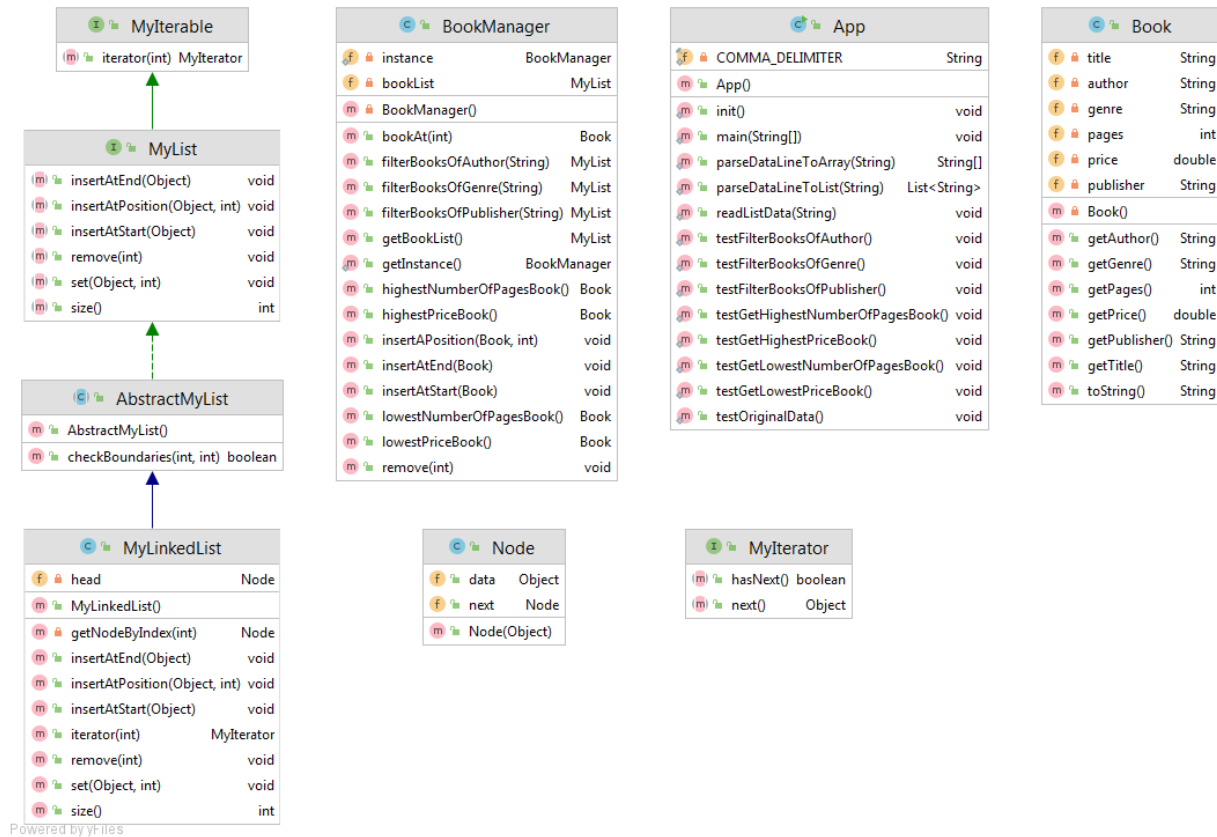 MyIterable
iterator(int) MyIterator
MyList
insertAtEnd(Object) void
insertAtPosition(Object, int) void
insertAtStart(Object) void
remove(int) void
set(Object, int) void
size() int
AbstractMyList
AbstractMyList()
checkBoundaries(int, int) boolean
MyLinkedList
head Node
MyLinkedList()
getNodeByIndex(int) Node
insertAtEnd(Object) void
insertAtPosition(Object, int) void
insertAtStart(Object) void
iterator(int) MyIterator
remove(int) void
set(Object, int) void
size() int
BookManager
instance BookManager
bookList MyList
BookManager()
bookAt(int) Book
filterBooksOfAuthor(String) MyList
filterBooksOfGenre(String) MyList
filterBooksOfPublisher(String) MyList
getBookList() MyList
getInstance() BookManager
highestNumberOfPagesBook() Book
highestPriceBook() Book
insertAPosition(Book, int) void
insertAtEnd(Book) void
insertAtStart(Book) void
lowestNumberOfPagesBook() Book
lowestPriceBook() Book
remove(int) void
Node
data Object
next Node
Node(Object)
App
COMMA_DELIMITER String
App()
init() void
main(String[]) void
parseDataLineToArray(String) String[]
parseDataLineToList(String) List<String>
readListData(String) void
testFilterBooksOfAuthor() void
testFilterBooksOfGenre() void
testFilterBooksOfPublisher() void
testGetHighestNumberOfPagesBook() void
testGetHighestPriceBook() void
testGetLowestNumberOfPagesBook() void
testGetLowestPriceBook() void
testOriginalData() void
MyIterator
hasNext() boolean
next() Object
Book
title String
author String
genre String
pages int
price double
publisher String
Book()
getAuthor() String
getGenre() String
getPages() int
getPrice() double
getPublisher() String
getTitle() String
toString() String
Powered by yFiles